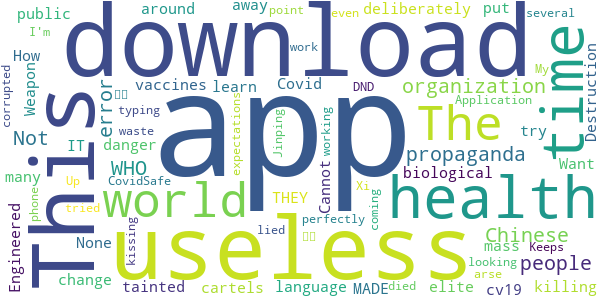 public
around
away
deliberately
put
point
even
several
I'm
How
download
work
My
corrupted
Weapon
error
vaccines
learn
Covid
DND
organization
Application
Destruction
time
This
app
The
Not
IT
typing
waste
danger
WHO
CovidSafe
expectations
Jinping
working
Cannot
try
propaganda
biological
Want
many
phone
Up
tried
world
THEY
Xi
coming
health
kissing
lied
perfectly
useless
Chinese
Keeps
Engineered
None
mass
people
looking
arse
change
tainted
cartels
language
MADE
died
elite
cv19
killing